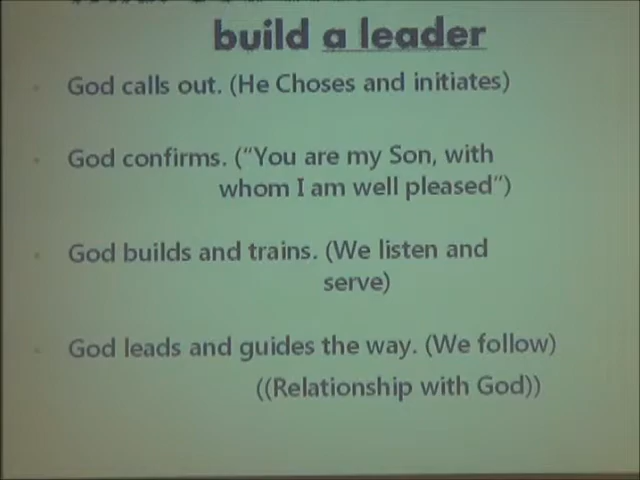 build a leader
God calls out. (He Choses and initiates)
God confirms. ("You are my Son, with
whom I am well pleased")
God builds and trains. (We listen and
serve)
God leads and guides the way. (We follow)
((Relationship with God))